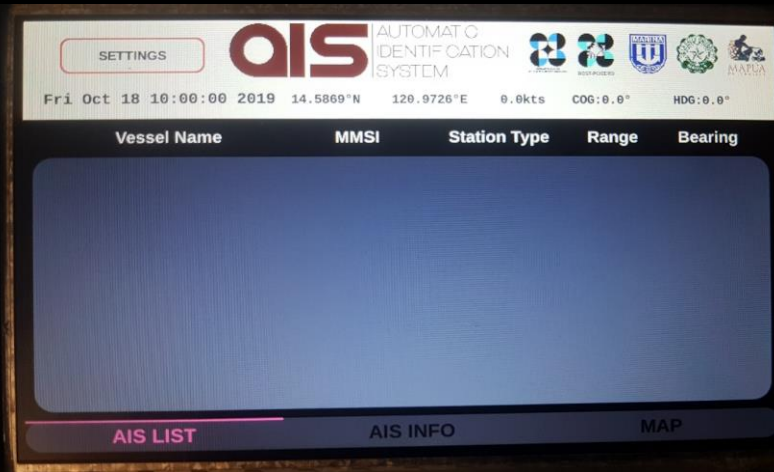 SETTINGS
AIS
AUTOMATIC
IDENTIFICATION
SYSTEM
MAPUA
Fri Oct 18 10:00:00 2019 14.5869°N 120.9726°E 0.0kts COG:0.0° HDG:0.0°
Vessel Name MMSI Station Type Range Bearing
AIS LIST AIS INFO MAP